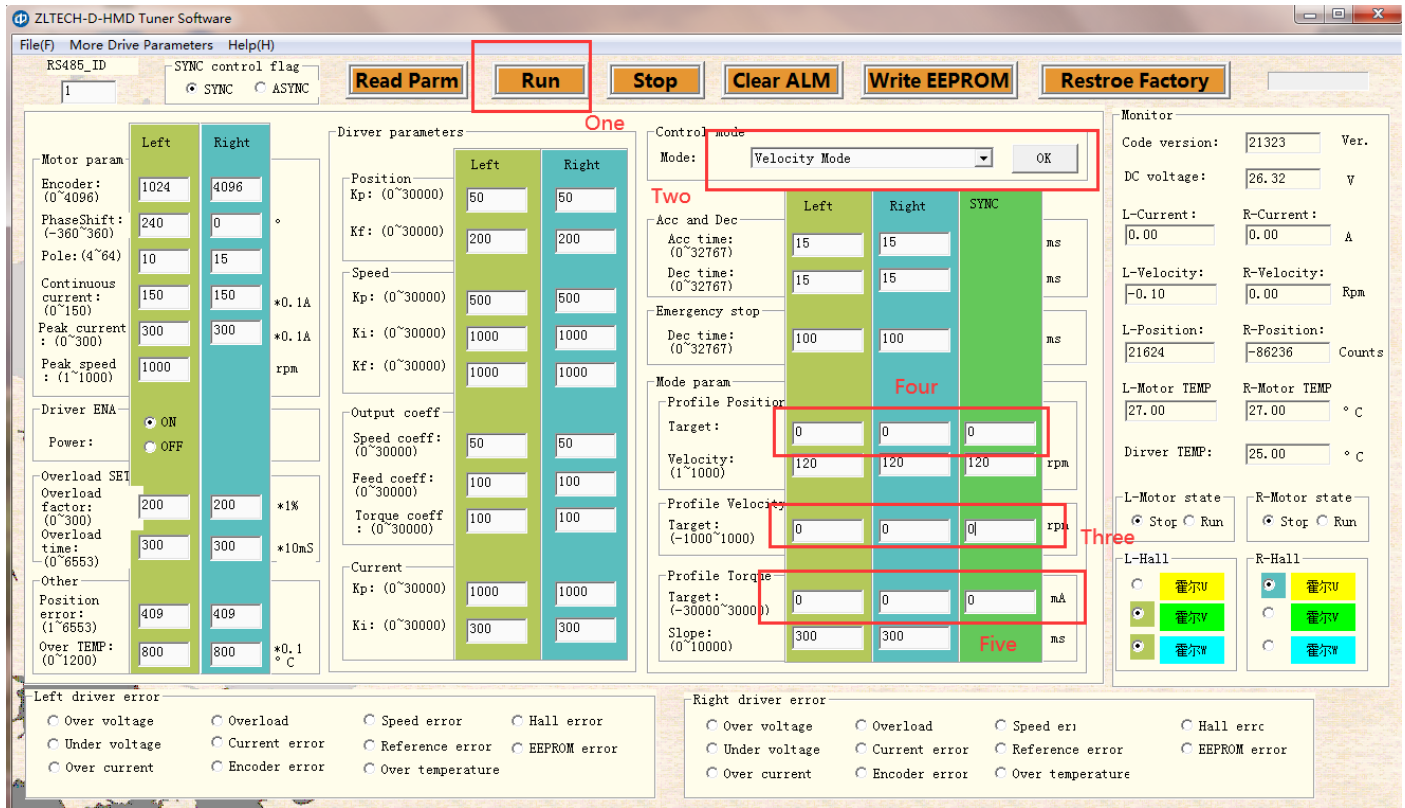 ZLTECH-D-HMD Tuner Software
File(F) More Drive Parameters Help(H)
RS485_ID
1
SYNC control flag
SYNC ASYNC
Read Parm
Run
Stop
Clear ALM
Write EEPROM
Restroe Factory
One
Left Right
Motor param
Encoder:
(0~4096)
1024 4096
PhaseShift:
(-360~360)
240 0 °
Pole:(4~64)
10 15
Continuous
current:
(0~150)
150 150 *0.1A
Peak current
: (0~300)
300 300 *0.1A
Peak speed
: (1~1000)
1000 rpm
Driver ENA
ON
Power:
OFF
Overload SET
Overload
factor:
(0~300)
200 200 *1%
Overload
time:
(0~6553)
300 300 *10mS
Other
Position
error:
(1~6553)
409 409
Over TEMP:
(0~1200)
800 800 *0.1
° C
Dirver parameters
Left Right
Position
Kp: (0~30000) 50 50
Kf: (0~30000) 200 200
Speed
Kp: (0~30000) 500 500
Ki: (0~30000) 1000 1000
Kf: (0~30000) 1000 1000
Output coeff
Speed coeff:
(0~30000)
50 50
Feed coeff:
(0~30000)
100 100
Torque coeff
: (0~30000)
100 100
Current
Kp: (0~30000) 1000 1000
Ki: (0~30000) 300 300
Control mode
Mode: Velocity Mode OK
Two
Left Right SYNC
Acc and Dec
Acc time:
(0~32767)
15 15 ms
Dec time:
(0~32767)
15 15 ms
Emergency stop
Dec time:
(0~32767)
100 100 ms
Mode param
Four
Profile Position
Target: 0 0 0
Velocity:
(1~1000)
120 120 120 rpm
Profile Velocity
Target:
(-1000~1000)
0 0 0 rpm
Three
Profile Torque
Target:
(-30000~30000)
0 0 0 mA
Slope:
(0~10000)
300 300 ms
Five
Monitor
Code version: 21323 Ver.
DC voltage: 26.32 V
L-Current: R-Current:
0.00 0.00 A
L-Velocity: R-Velocity:
-0.10 0.00 Rpm
L-Position: R-Position:
21624 -86236 Counts
L-Motor TEMP R-Motor TEMP
27.00 27.00 ° C
Dirver TEMP: 25.00 ° C
L-Motor state R-Motor state
Stop Run Stop Run
L-Hall R-Hall
霍尔U 霍尔U
霍尔V 霍尔V
霍尔W 霍尔W
Left driver error
Over voltage Overload Speed error Hall error
Under voltage Current error Reference error EEPROM error
Over current Encoder error Over temperature
Right driver error
Over voltage Overload Speed err Hall errc
Under voltage Current error Reference error EEPROM error
Over current Encoder error Over temperature